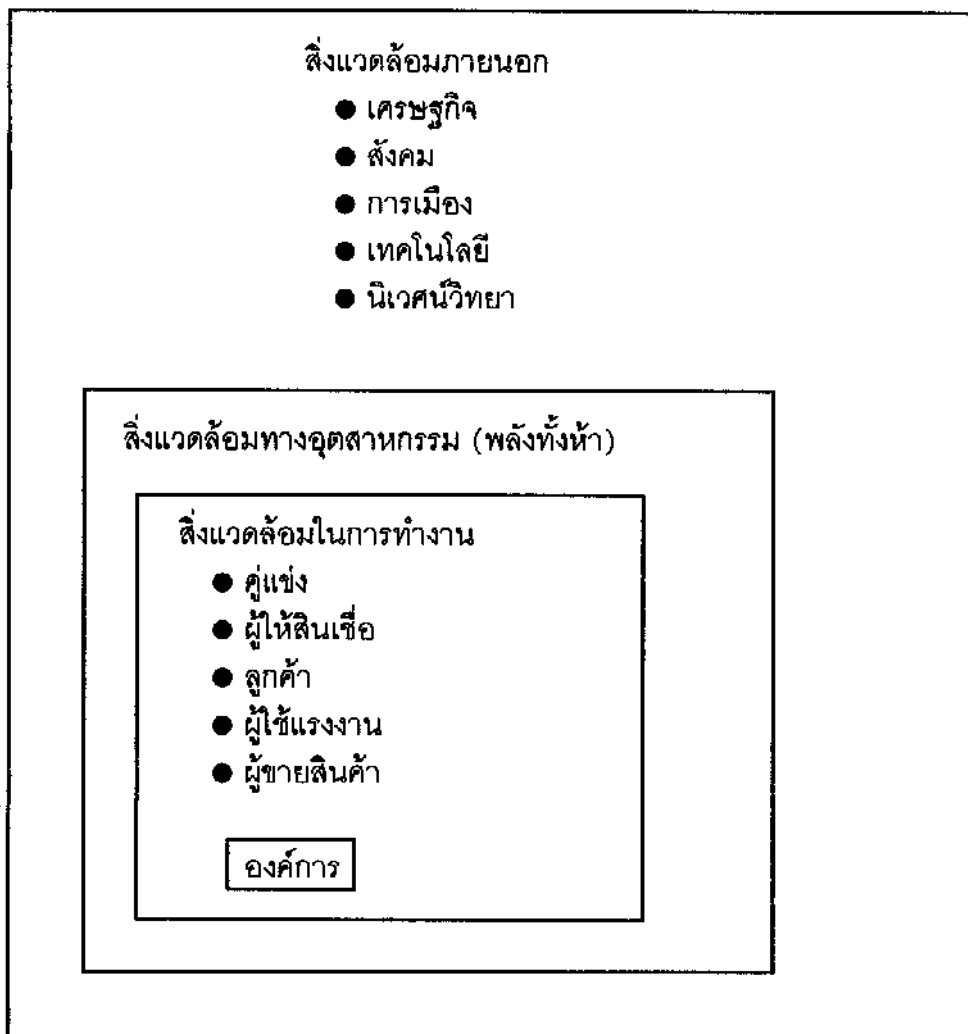 สิ่งแวดล้อมภายนอก
● เศรษฐกิจ
● สังคม
● การเมือง
● เทคโนโลยี
● นิเวศน์วิทยา
สิ่งแวดล้อมทางอุตสาหกรรม (พลังทั้งห้า)
สิ่งแวดล้อมในการทำงาน
● คู่แข่ง
● ผู้ให้สินเชื่อ
● ลูกค้า
● ผู้ใช้แรงงาน
● ผู้ขายสินค้า
องค์การ